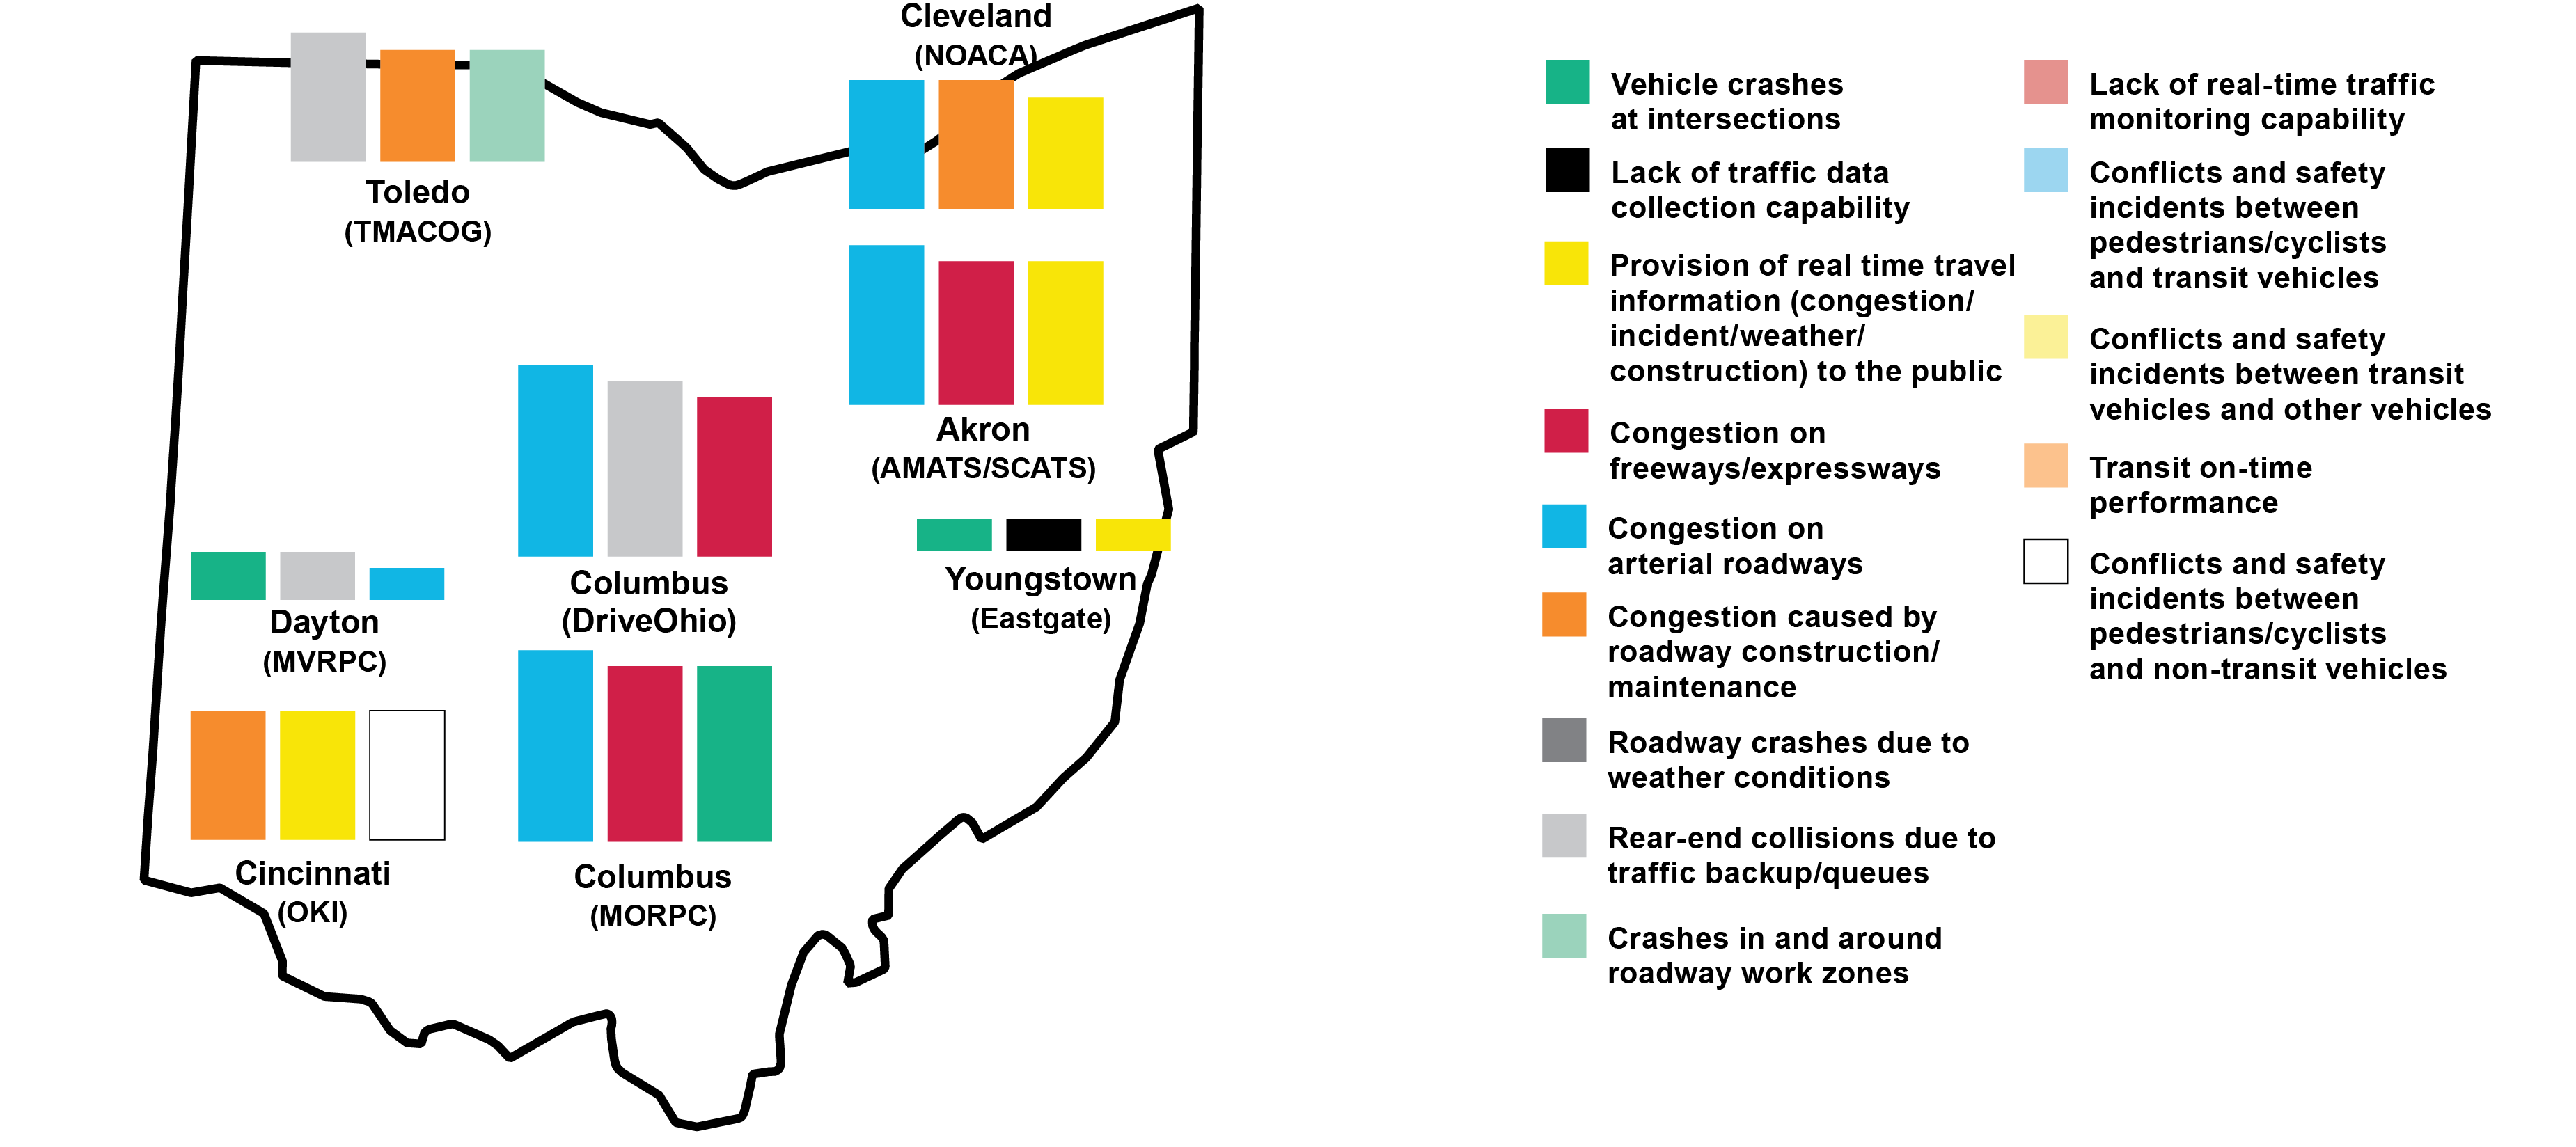 Cleveland
(NOACA)
Toledo
(TMACOG)
Akron
(AMATS/SCATS)
Columbus
(DriveOhio)
Youngstown
(Eastgate)
Dayton
(MVRPC)
Cincinnati
(OKI)
Columbus
(MORPC)
Vehicle crashes
at intersections
Lack of traffic data
collection capability
Provision of real time travel
information (congestion/
incident/weather/
construction) to the public
Congestion on
freeways/expressways
Congestion on
arterial roadways
Congestion caused by
roadway construction/
maintenance
Roadway crashes due to
weather conditions
Rear-end collisions due to
traffic backup/queues
Crashes in and around
roadway work zones
Lack of real-time traffic
monitoring capability
Conflicts and safety
incidents between
pedestrians/cyclists
and transit vehicles
Conflicts and safety
incidents between transit
vehicles and other vehicles
Transit on-time
performance
Conflicts and safety
incidents between
pedestrians/cyclists
and non-transit vehicles